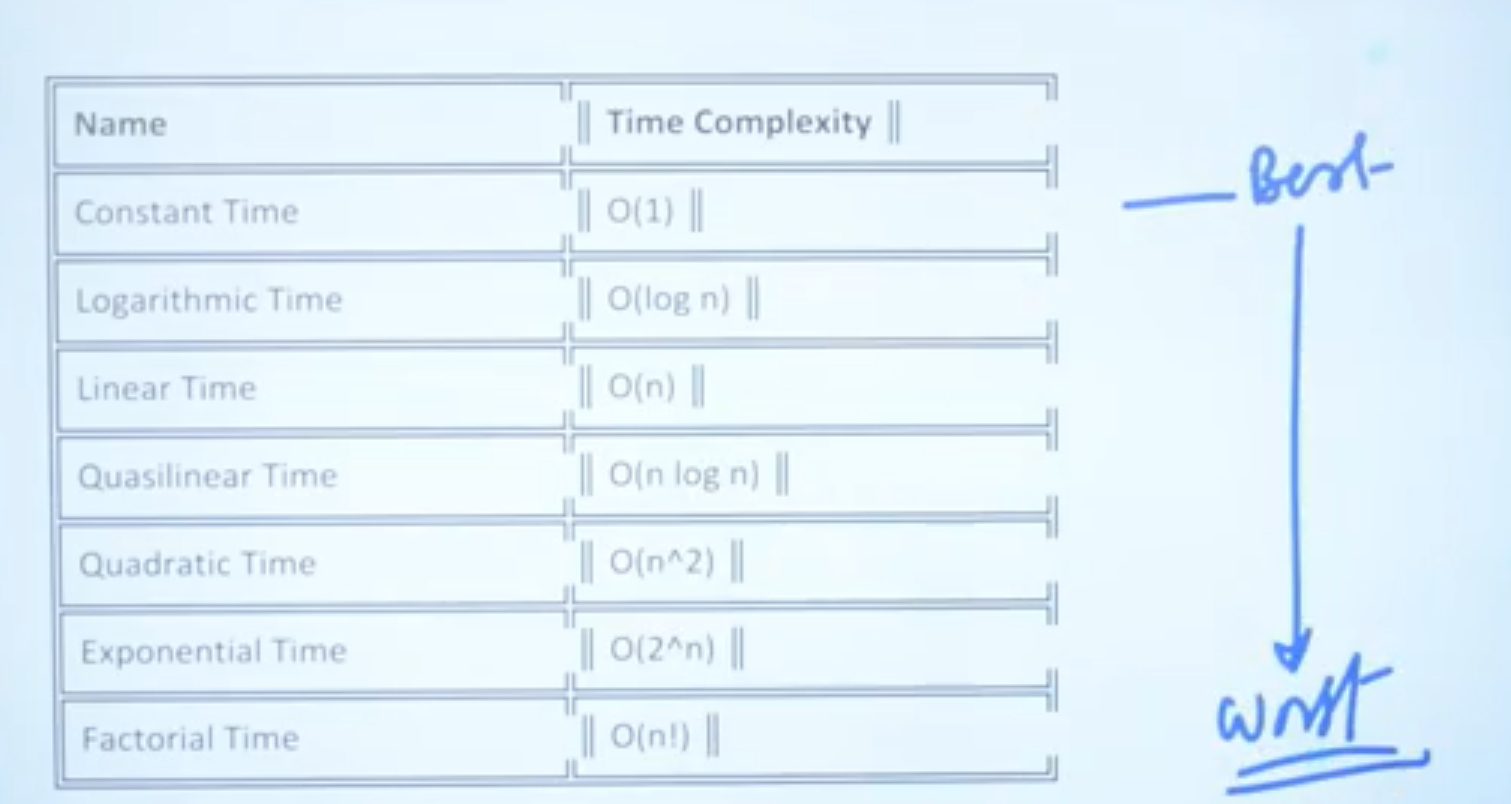 Name || Time Complexity ||
Constant Time || O(1) ||
Logarithmic Time || O(log n) ||
Linear Time || O(n) ||
Quasilinear Time || O(n log n) ||
Quadratic Time || O(n^2) ||
Exponential Time || O(2^n) ||
Factorial Time || O(n!) ||
Best
Worst